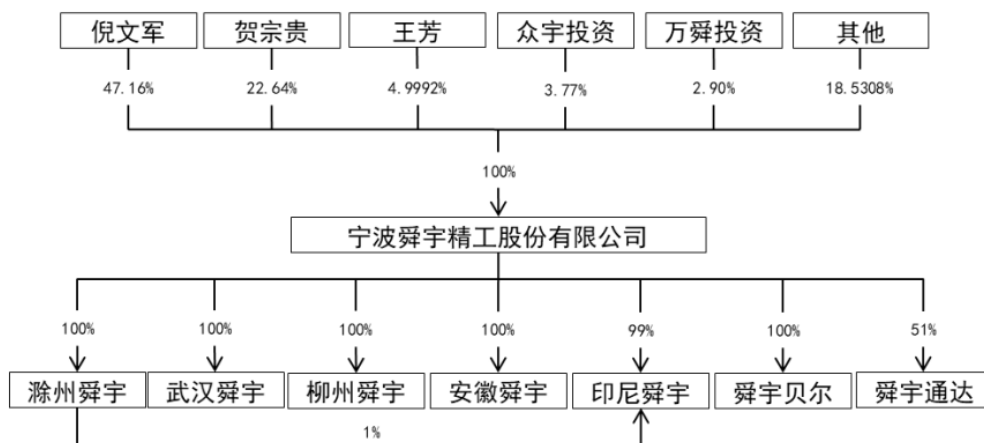 倪文军 贺宗贵 王芳 众宇投资 万舜投资 其他
47.16% 22.64% 4.9992% 3.77% 2.90% 18.5308%
100%
宁波舜宇精工股份有限公司
100% 100% 100% 100% 99% 100% 51%
滁州舜宇 武汉舜宇 柳州舜宇 安徽舜宇 印尼舜宇 舜宇贝尔 舜宇通达
1%